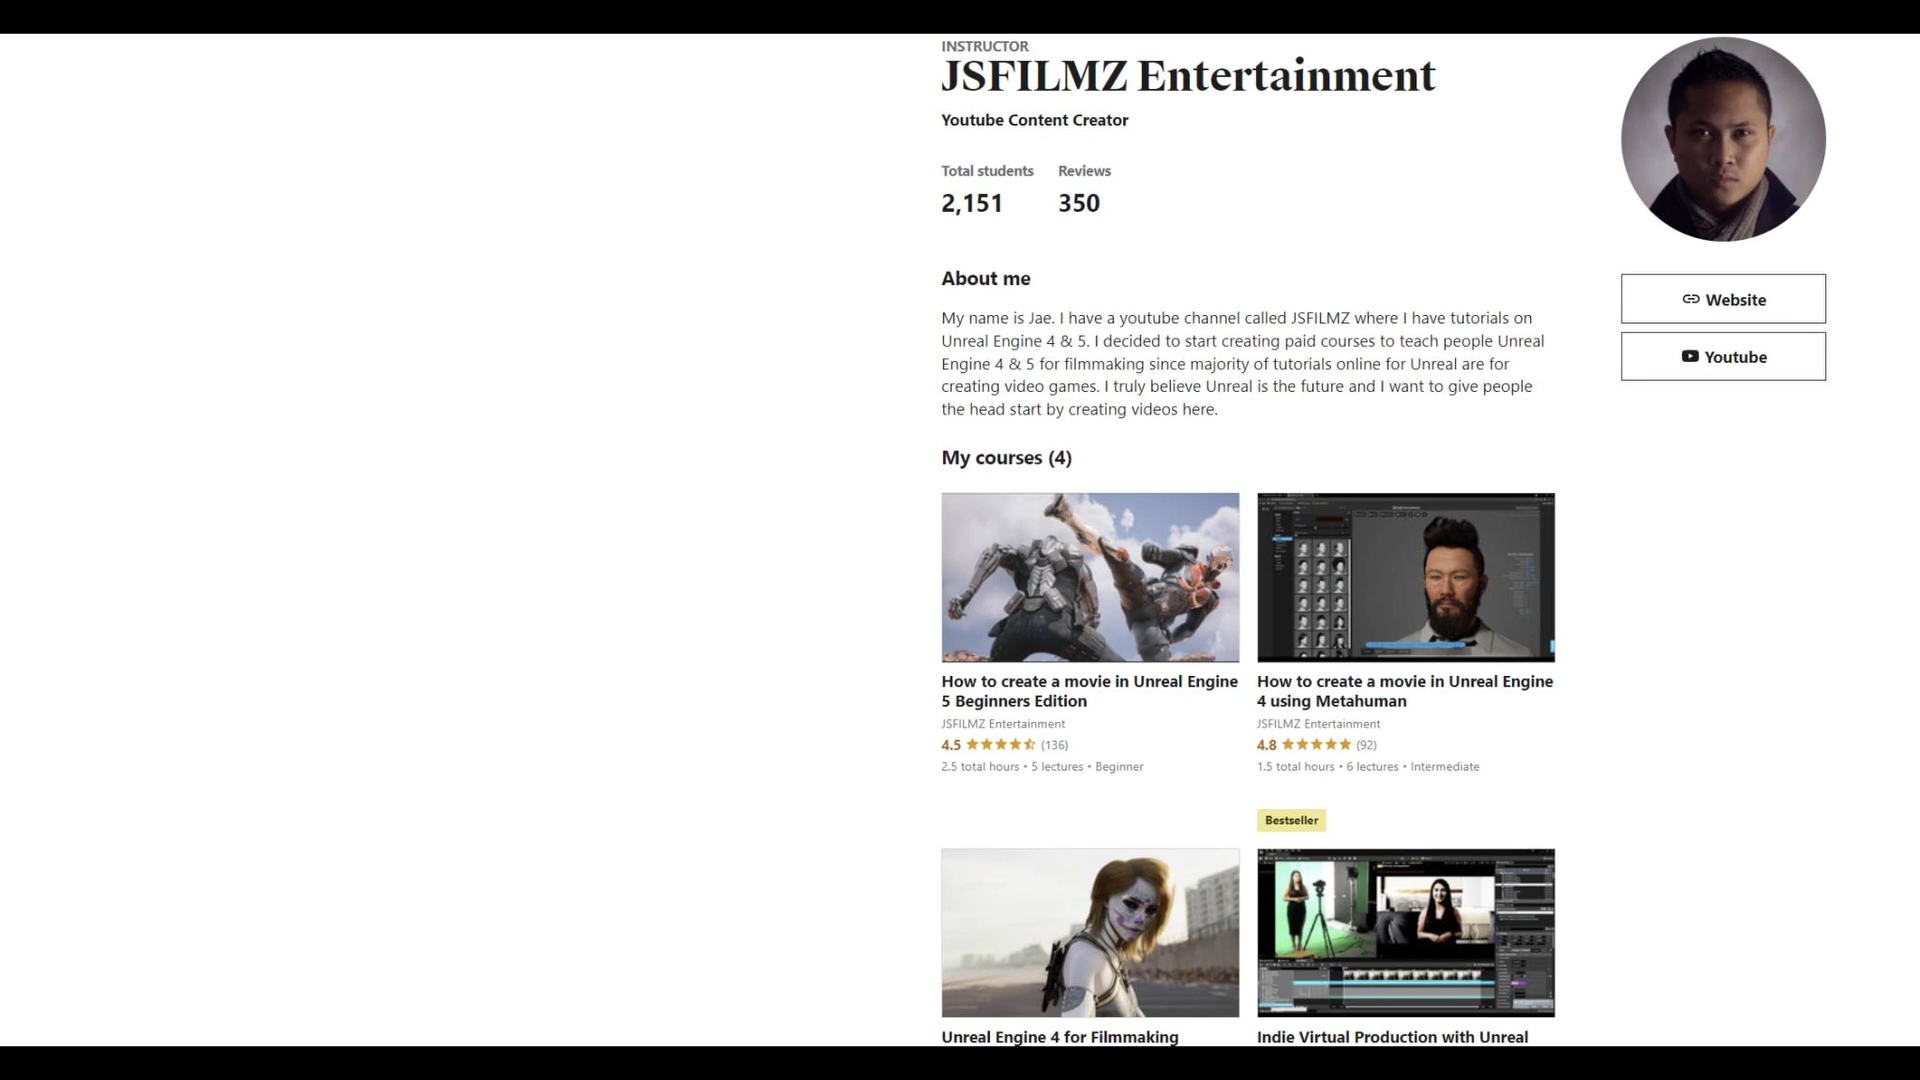 INSTRUCTOR
JSFILMZ Entertainment
Youtube Content Creator
Total students Reviews
2,151 350
About me
My name is Jae. I have a youtube channel called JSFILMZ where I have tutorials on
Unreal Engine 4 & 5. I decided to start creating paid courses to teach people Unreal
Engine 4 & 5 for filmmaking since majority of tutorials online for Unreal are for
creating video games. I truly believe Unreal is the future and I want to give people
the head start by creating videos here.
Website
Youtube
My courses (4)
How to create a movie in Unreal Engine
5 Beginners Edition
JSFILMZ Entertainment
4.5 (136)
2.5 total hours • 5 lectures • Beginner
How to create a movie in Unreal Engine
4 using Metahuman
JSFILMZ Entertainment
4.8 (92)
1.5 total hours • 6 lectures • Intermediate
Bestseller
Unreal Engine 4 for Filmmaking
Indie Virtual Production with Unreal